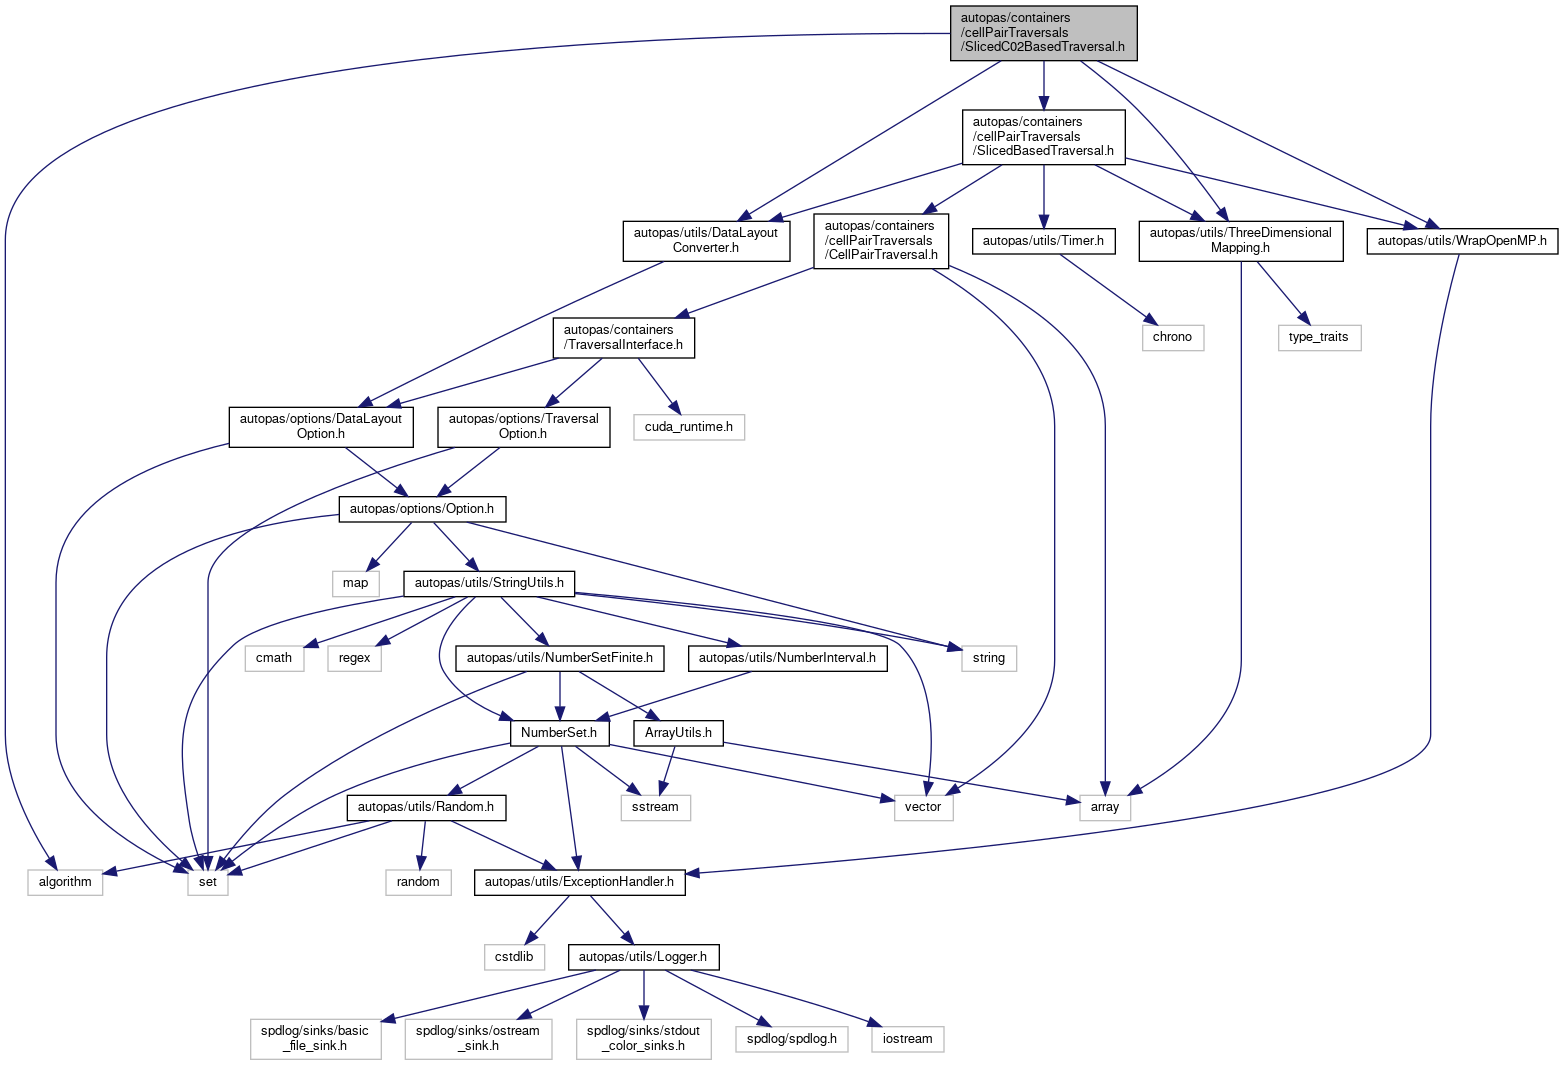 autopas/containers
/cellPairTraversals
/SlicedC02BasedTraversal.h
autopas/containers
/cellPairTraversals
/SlicedBasedTraversal.h
autopas/utils/DataLayout
Converter.h
autopas/containers
/cellPairTraversals
/CellPairTraversal.h
autopas/utils/Timer.h
autopas/utils/ThreeDimensional
Mapping.h
autopas/utils/WrapOpenMP.h
autopas/containers
/TraversalInterface.h
chrono
type_traits
autopas/options/DataLayout
Option.h
autopas/options/Traversal
Option.h
cuda_runtime.h
autopas/options/Option.h
map
autopas/utils/StringUtils.h
cmath
regex
autopas/utils/NumberSetFinite.h
autopas/utils/NumberInterval.h
string
NumberSet.h
ArrayUtils.h
autopas/utils/Random.h
sstream
vector
array
algorithm
set
random
autopas/utils/ExceptionHandler.h
cstdlib
autopas/utils/Logger.h
spdlog/sinks/basic
_file_sink.h
spdlog/sinks/ostream
_sink.h
spdlog/sinks/stdout
_color_sinks.h
spdlog/spdlog.h
iostream